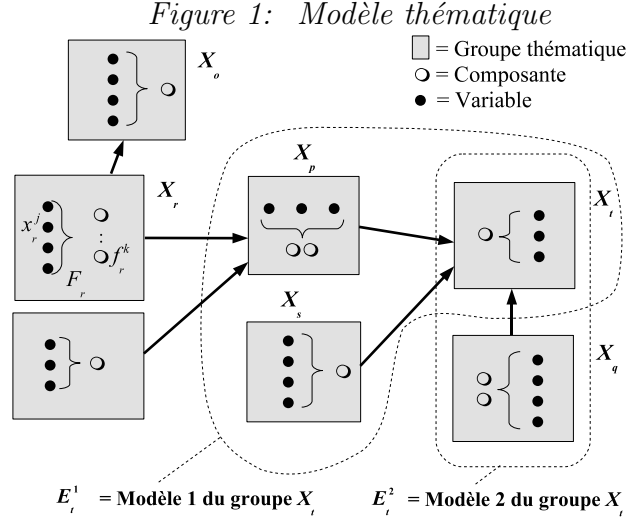 Figure 1: Modèle thématique
= Groupe thématique
= Composante
= Variable
X_o
X_p
X_r
X_t
x_r^j
f_r^k
F_r
X_s
X_q
E_t^1 = Modèle 1 du groupe X_t
E_t^2 = Modèle 2 du groupe X_t